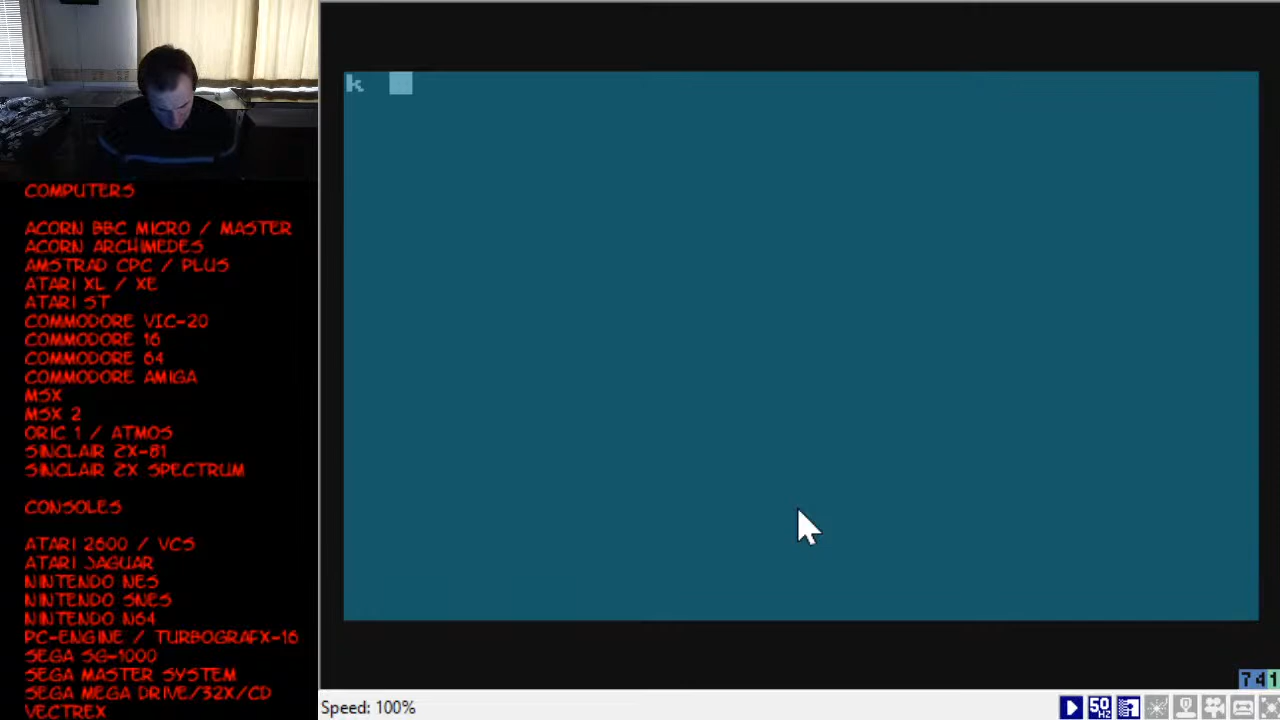 k
COMPUTERS
ACORN BBC MICRO / MASTER
ACORN ARCHIMEDES
AMSTRAD CPC / PLUS
ATARI XL / XE
ATARI ST
COMMODORE VIC-20
COMMODORE 16
COMMODORE 64
COMMODORE AMIGA
MSX
MSX 2
ORIC 1 / ATMOS
SINCLAIR ZX-81
SINCLAIR ZX SPECTRUM
CONSOLES
ATARI 2600 / VCS
ATARI JAGUAR
NINTENDO NES
NINTENDO SNES
NINTENDO N64
PC-ENGINE / TURBOGRAFX-16
SEGA SG-1000
SEGA MASTER SYSTEM
SEGA MEGA DRIVE/32X/CD
VECTREX
741
Speed: 100%
50
HZ